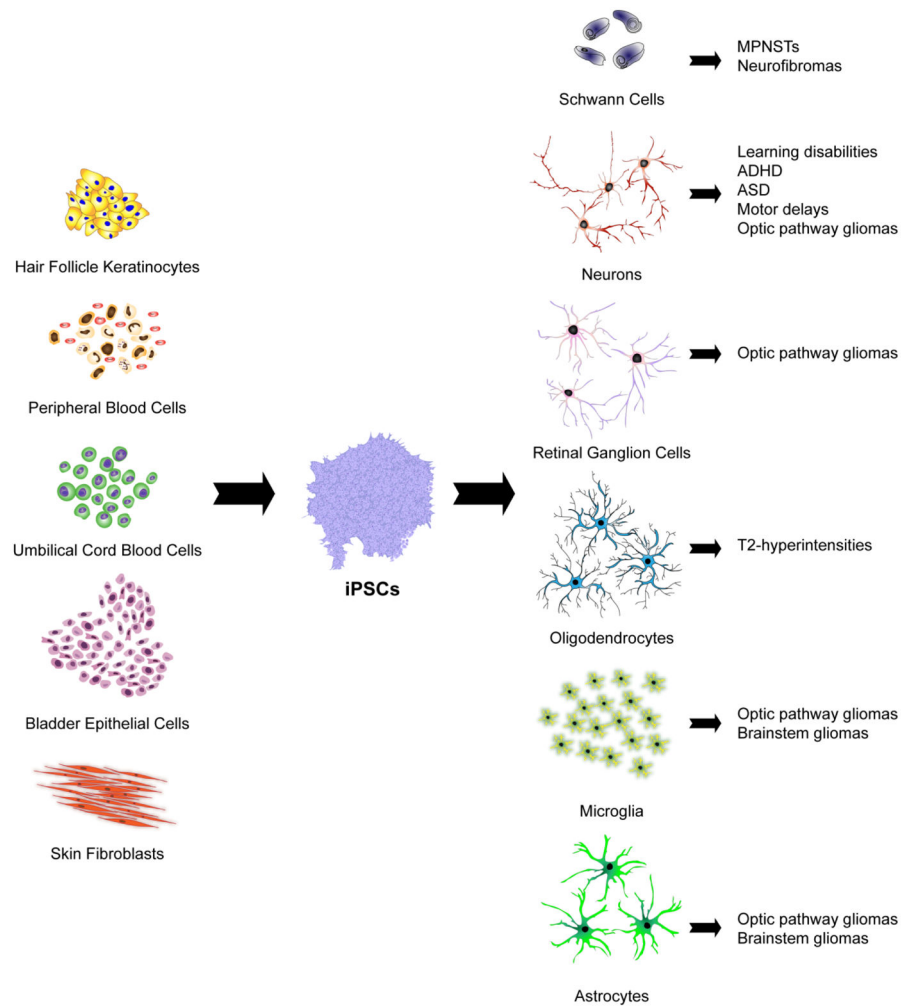 Hair Follicle Keratinocytes
Peripheral Blood Cells
Umbilical Cord Blood Cells
Bladder Epithelial Cells
Skin Fibroblasts
iPSCs
Schwann Cells
MPNSTs
Neurofibromas
Neurons
Learning disabilities
ADHD
ASD
Motor delays
Optic pathway gliomas
Retinal Ganglion Cells
Optic pathway gliomas
Oligodendrocytes
T2-hyperintensities
Microglia
Optic pathway gliomas
Brainstem gliomas
Astrocytes
Optic pathway gliomas
Brainstem gliomas